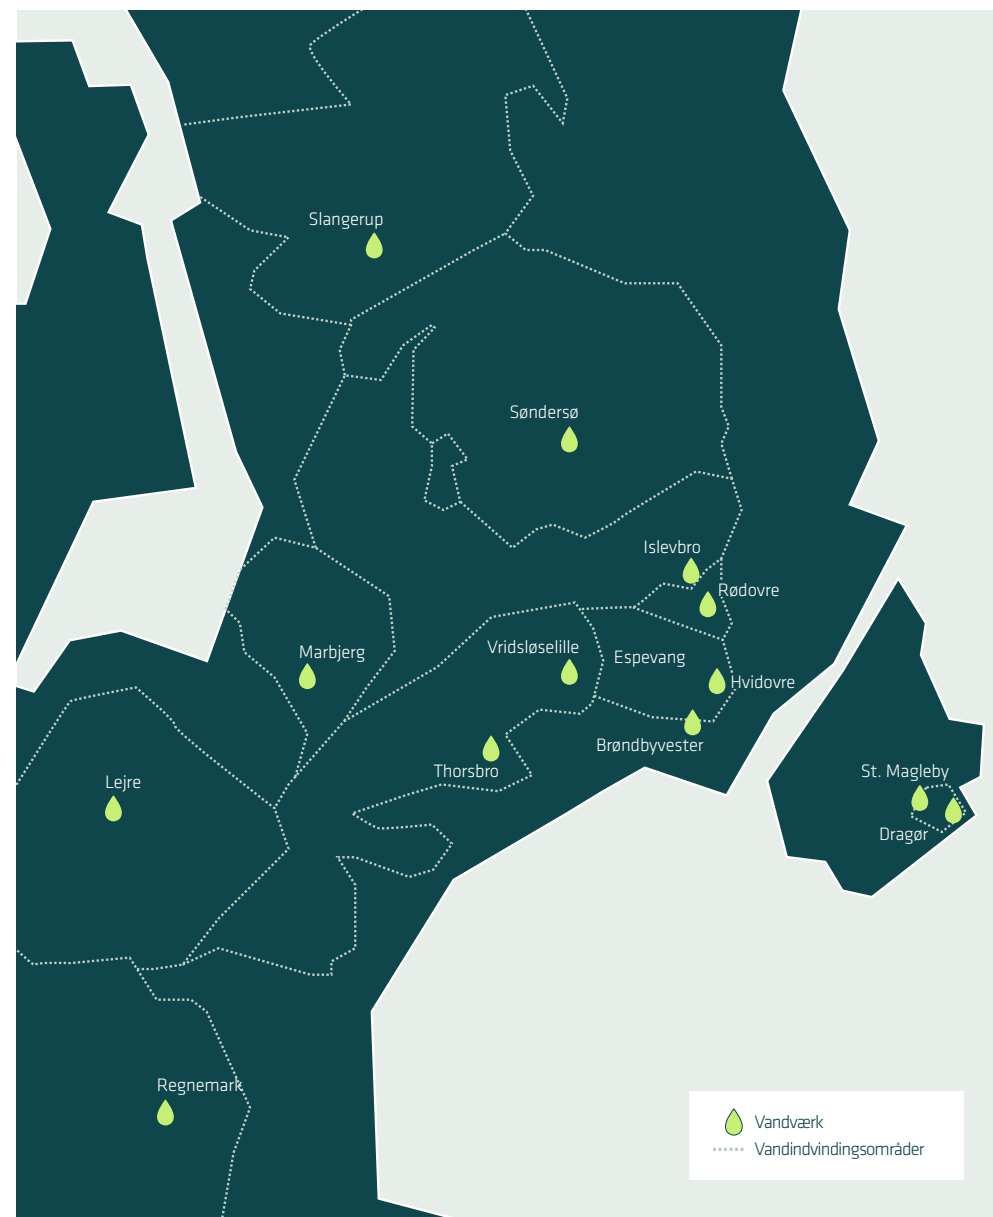 Slangerup
Søndersø
Islevbro
Rødovre
Vridsløselille
Espevang
Marbjerg
Hvidovre
Brøndbyvester
Thorsbro
St. Magleby
Lejre
Dragør
Regnemark
Vandværk
Vandindvindingsområder